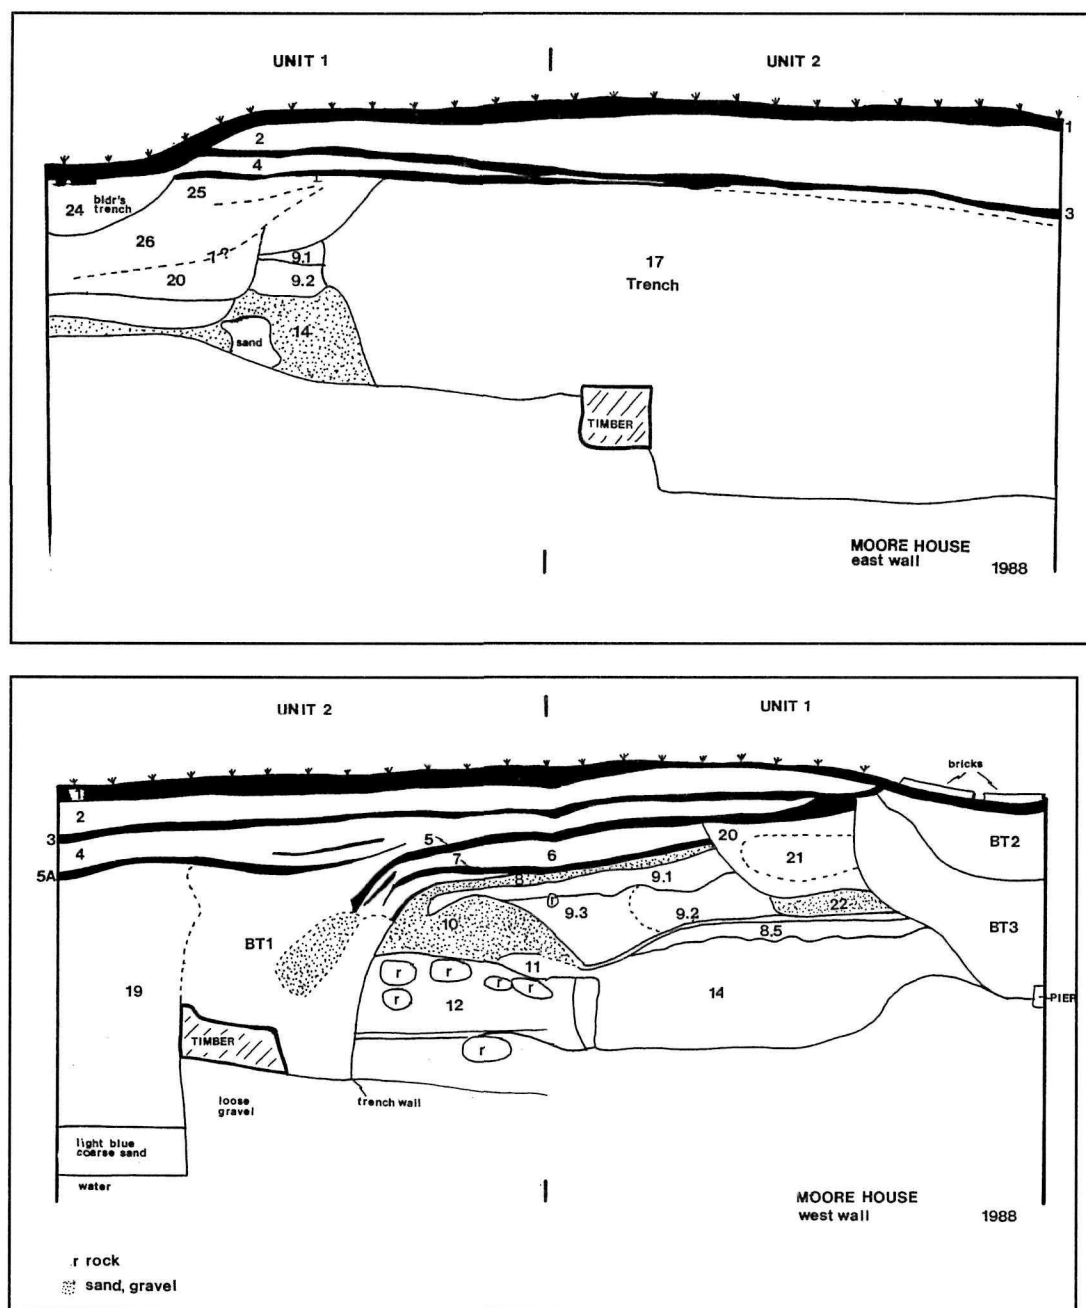 UNIT 1 UNIT 2
1
2
4
3
25
24 bldr's
trench
26
1?
9.1
20
9.2
17
Trench
14
sand
TIMBER
MOORE HOUSE
east wall 1988
UNIT 2 UNIT 1
bricks
1
2
3
4
5
5A
6
7
8
20
21
BT2
9.1
9.2
9.3
22
r
10
8.5
BT1
BT3
11
r r
r r r
12
14
19
PIER
TIMBER
r
loose
gravel
trench wall
light blue
coarse sand
water
MOORE HOUSE
west wall 1988
r rock
sand, gravel